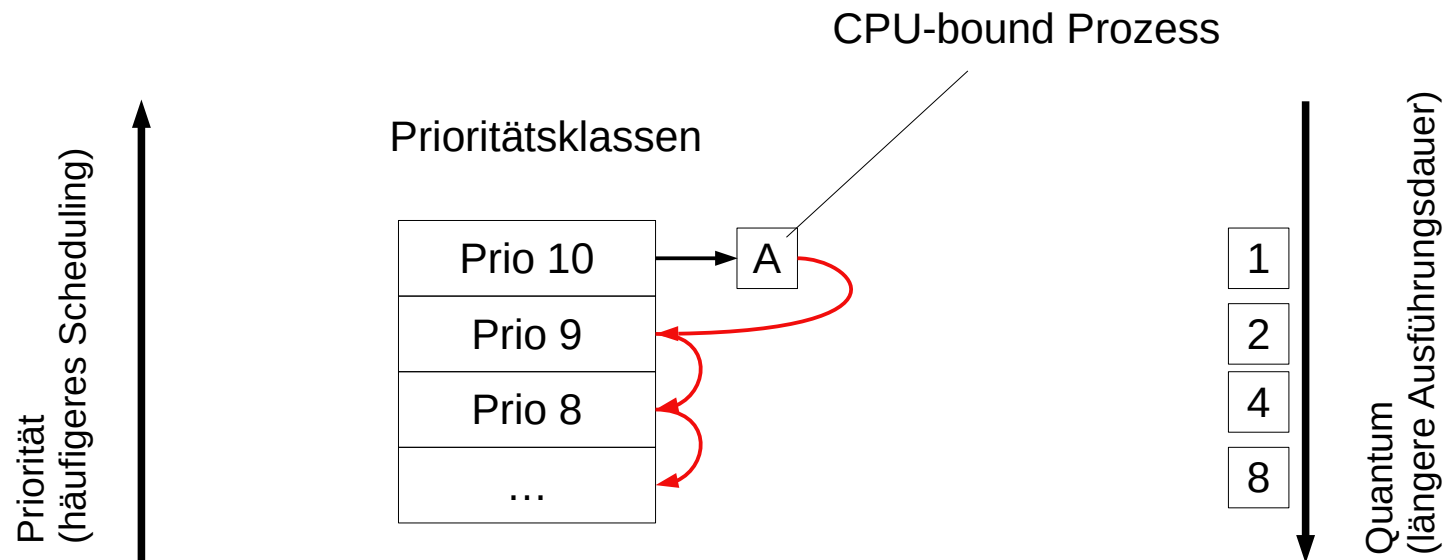 CPU-bound Prozess
Prioritätsklassen
Priorität
(häufigeres Scheduling)
Prio 10
A
1
Prio 9
2
Prio 8
4
...
8
Quantum
(längere Ausführungsdauer)